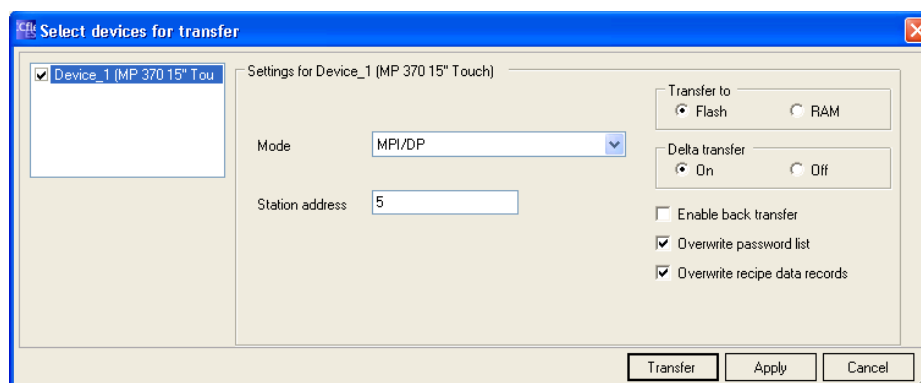 Select devices for transfer
Device_1 (MP 370 15" Tou
Settings for Device_1 (MP 370 15" Touch)
Mode
MPI/DP
Station address
5
Transfer to
Flash
RAM
Delta transfer
On
Off
Enable back transfer
Overwrite password list
Overwrite recipe data records
Transfer
Apply
Cancel